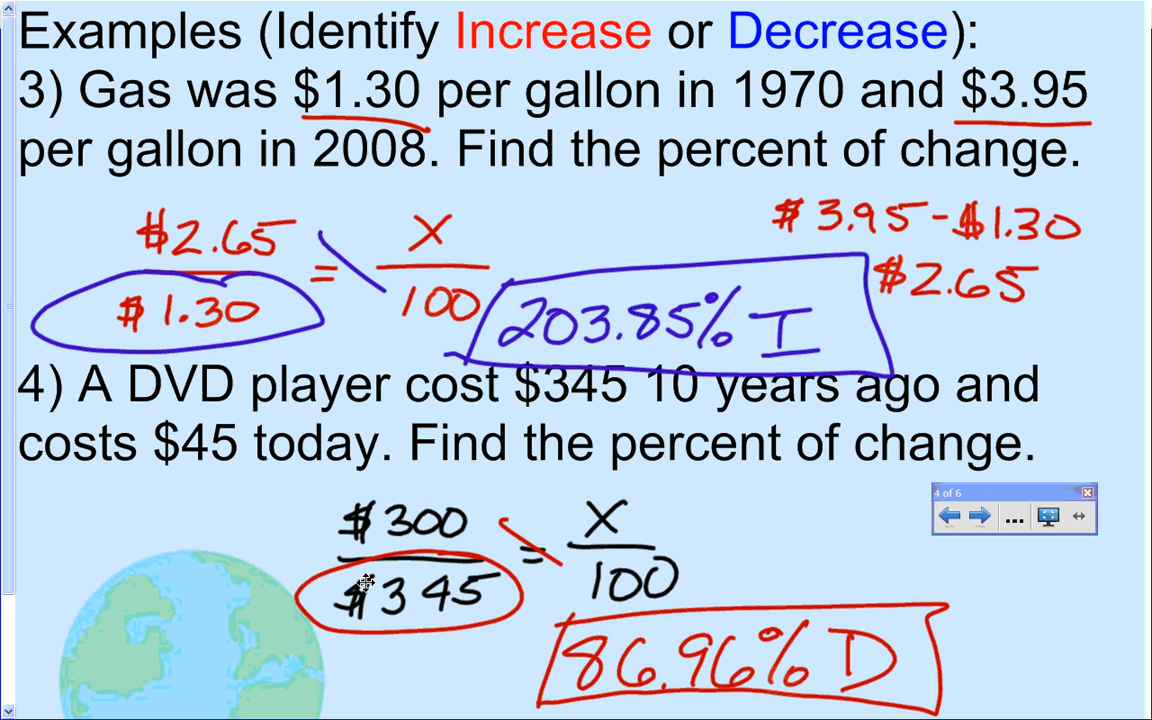 Examples (Identify Increase or Decrease):
3) Gas was $1.30 per gallon in 1970 and $3.95
per gallon in 2008. Find the percent of change.
$3.95-$1.30
$2.65
$2.65 = X
$1.30 100
203.85% I
4) A DVD player cost $345 10 years ago and
costs $45 today. Find the percent of change.
4 of 6
...
$300 = X
$345 100
86.96% D